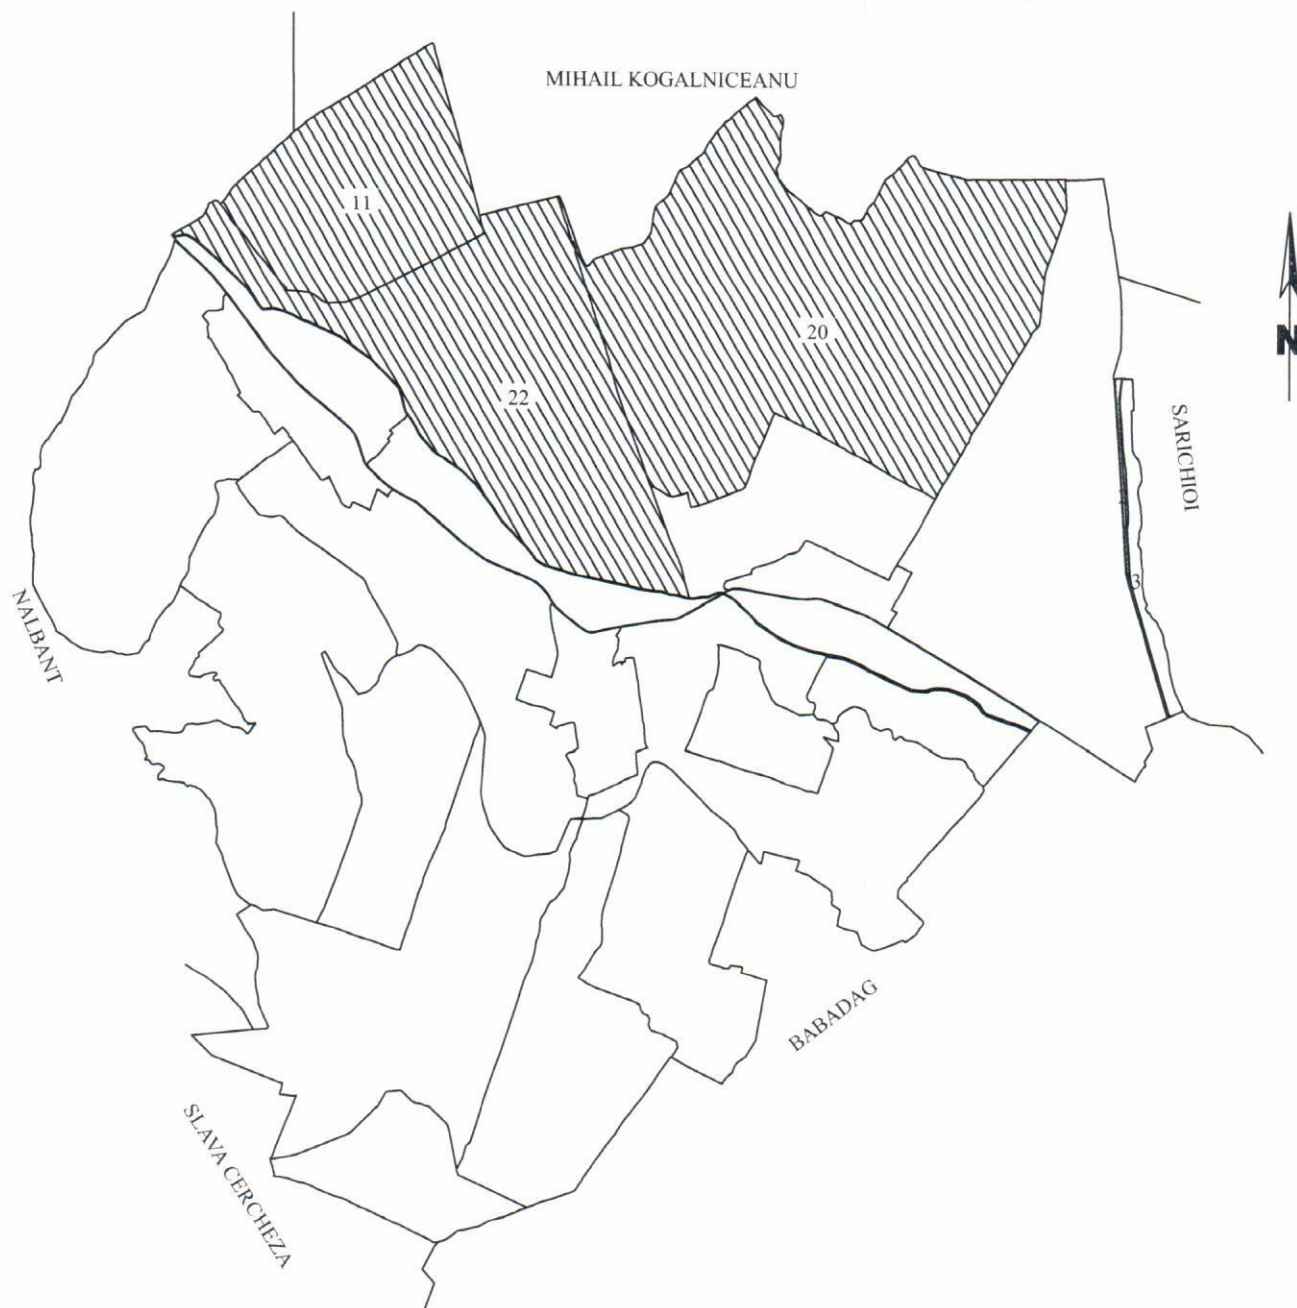 MIHAIL KOGALNICEANU
11
20
N
22
SARICHIOI
3
NALBANT
BABADAG
SLAVA CERCHEZA